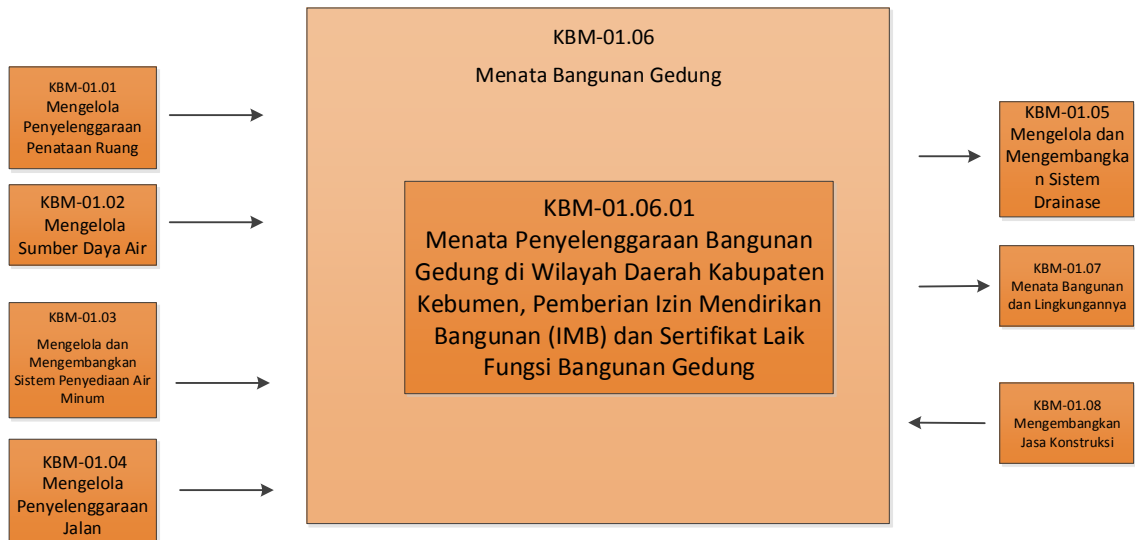 KBM-01.01
Mengelola
Penyelenggaraan
Penataan Ruang
KBM-01.02
Mengelola
Sumber Daya Air
KBM-01.03
Mengelola dan
Mengembangkan
Sistem Penyediaan Air
Minum
KBM-01.04
Mengelola
Penyelenggaraan
Jalan
KBM-01.06
Menata Bangunan Gedung
KBM-01.06.01
Menata Penyelenggaraan Bangunan
Gedung di Wilayah Daerah Kabupaten
Kebumen, Pemberian Izin Mendirikan
Bangunan (IMB) dan Sertifikat Laik
Fungsi Bangunan Gedung
KBM-01.05
Mengelola dan
Mengembangka
n Sistem
Drainase
KBM-01.07
Menata Bangunan
dan Lingkungannya
KBM-01.08
Mengembangkan
Jasa Konstruksi